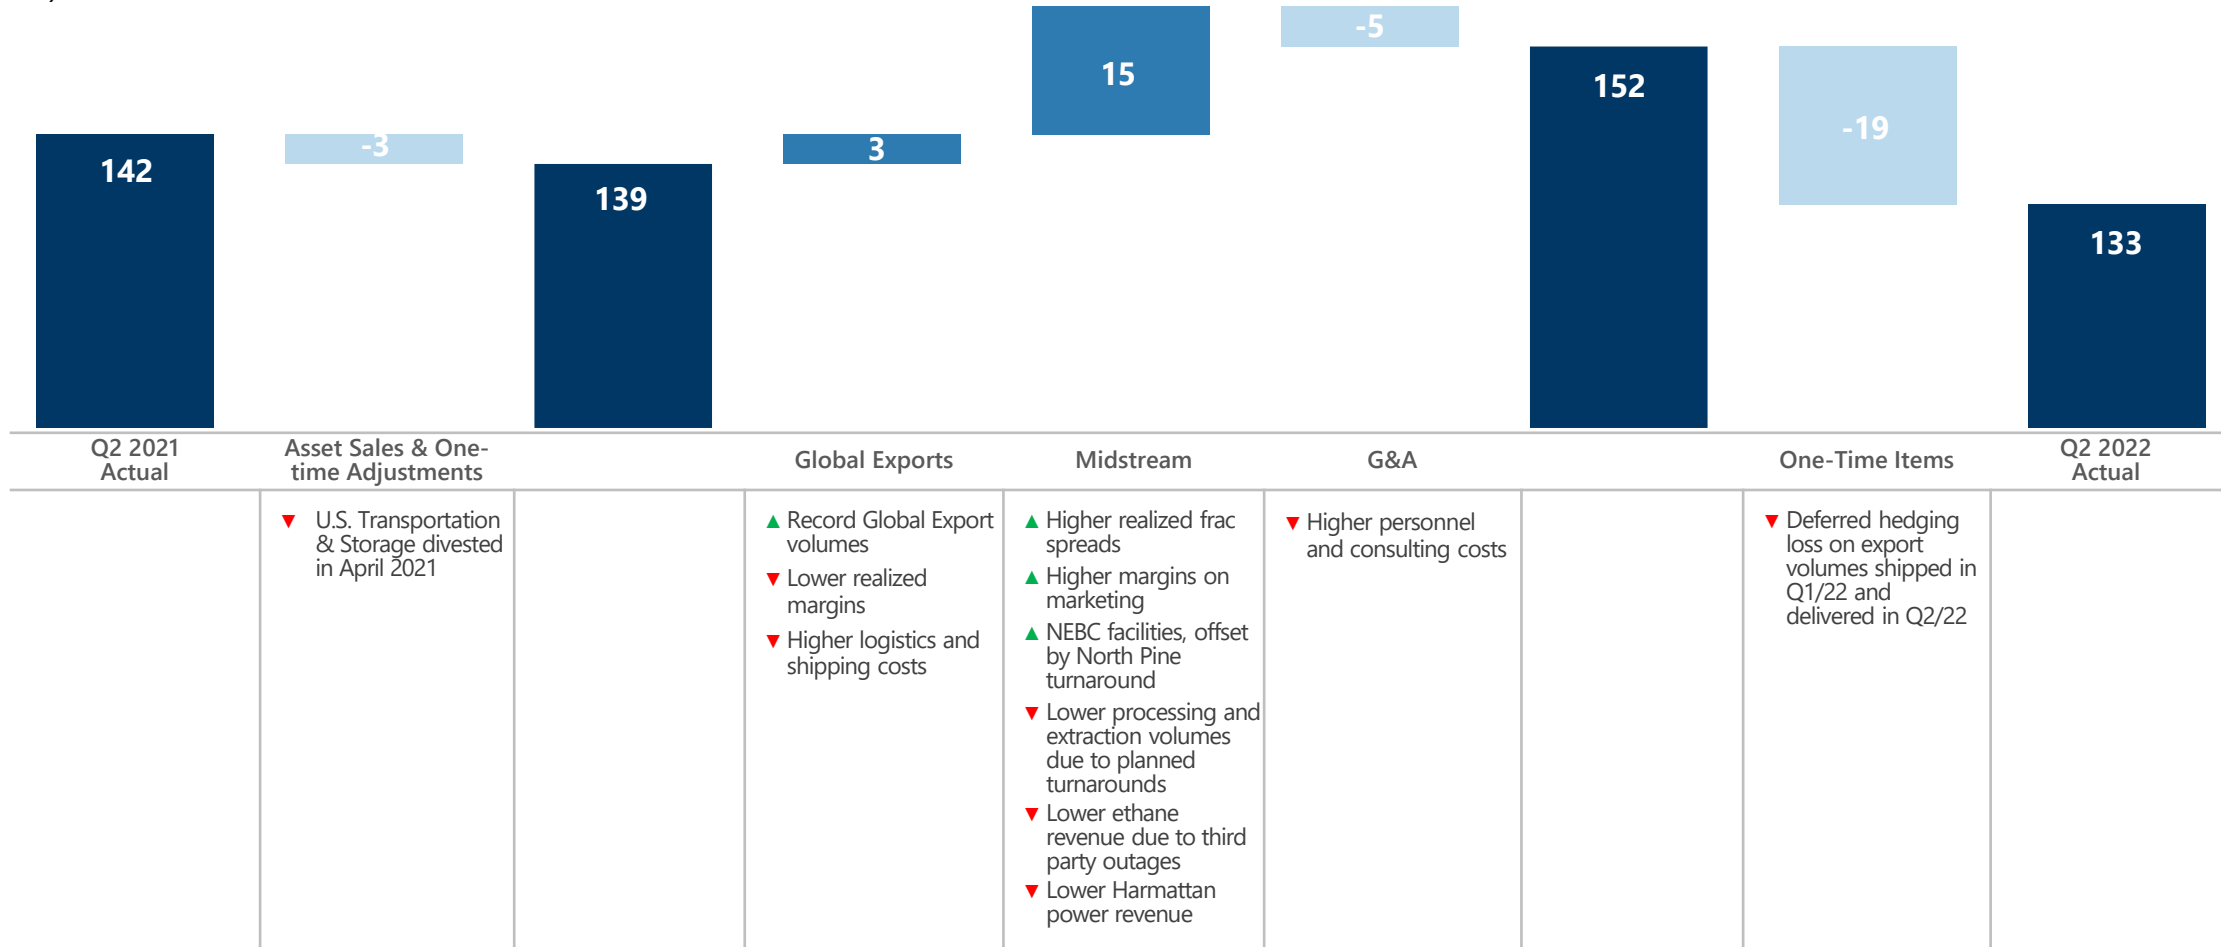 15
-5
152
-19
142
-3
139
3
133
Q2 2021
Actual
Asset Sales & One-
time Adjustments
Global Exports
Midstream
G&A
One-Time Items
Q2 2022
Actual
▼ U.S. Transportation
& Storage divested
in April 2021
▲ Record Global Export
volumes
▼ Lower realized
margins
▼ Higher logistics and
shipping costs
▲ Higher realized frac
spreads
▲ Higher margins on
marketing
▲ NEBC facilities, offset
by North Pine
turnaround
▼ Lower processing and
extraction volumes
due to planned
turnarounds
▼ Lower ethane
revenue due to third
party outages
▼ Lower Harmattan
power revenue
▼ Higher personnel
and consulting costs
▼ Deferred hedging
loss on export
volumes shipped in
Q1/22 and
delivered in Q2/22